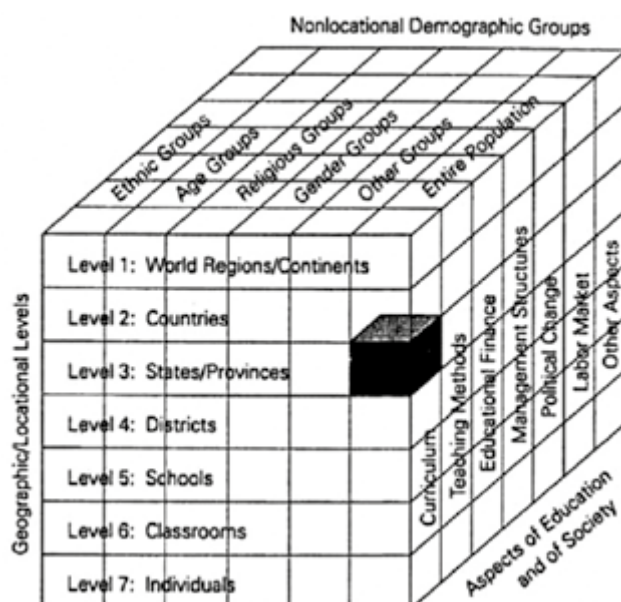 Nonlocational Demographic Groups
Ethnic Groups
Age Groups
Religious Groups
Gender Groups
Other Groups
Entire Population
Geographic/Locational Levels
Level 1: World Regions/Continents
Level 2: Countries
Level 3: States/Provinces
Level 4: Districts
Level 5: Schools
Level 6: Classrooms
Level 7: Individuals
Curriculum
Teaching Methods
Educational Finance
Management Structures
Political Change
Labor Market
Other Aspects
Aspects of Education
and of Society